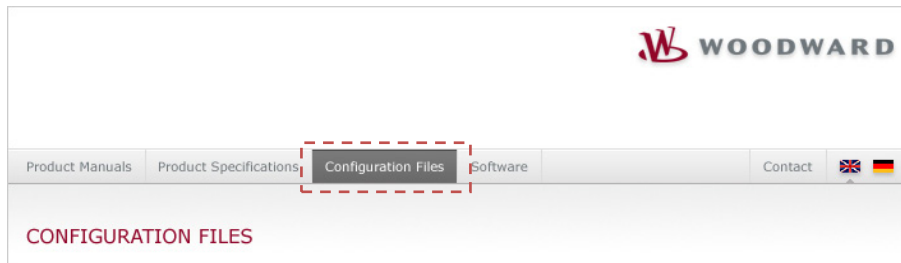 WOODWARD
Product Manuals Product Specifications Configuration Files Software Contact
CONFIGURATION FILES